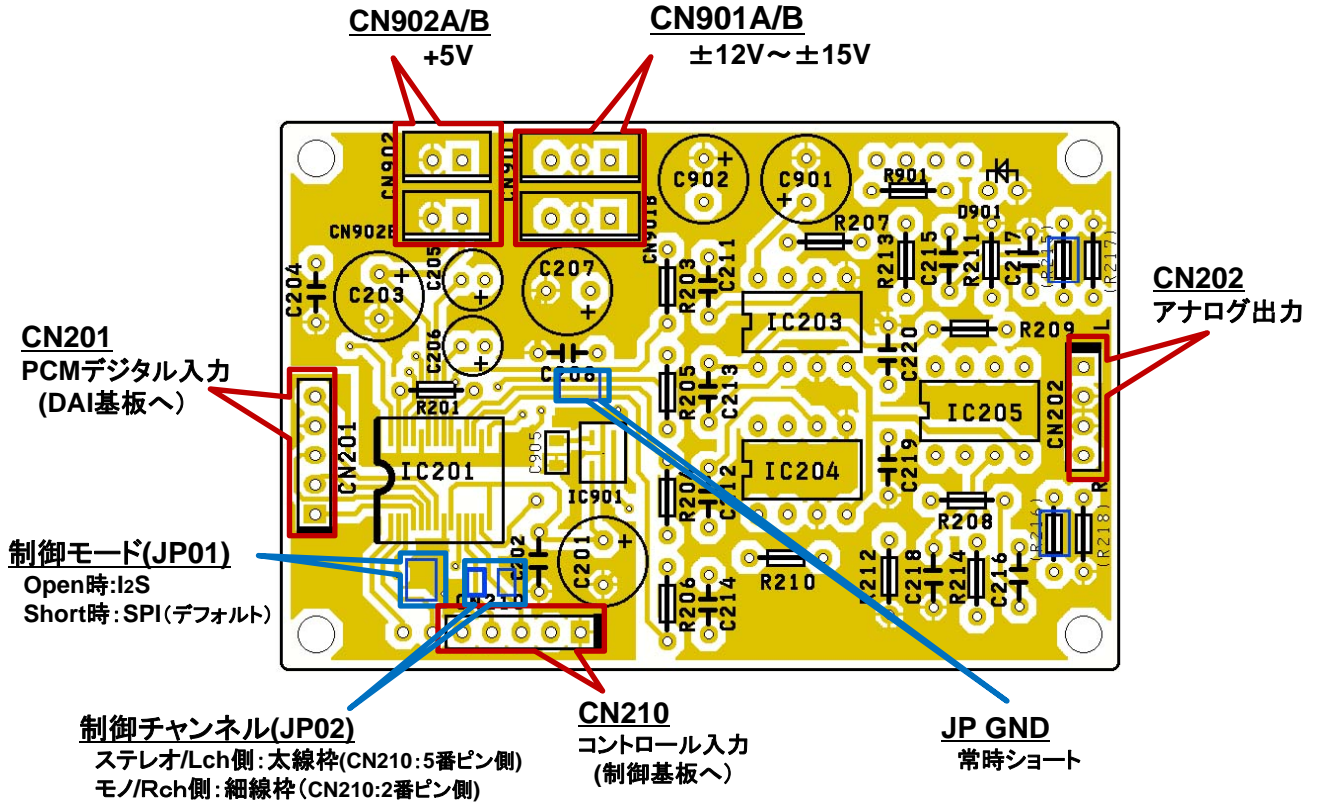 CN902A/B
+5V
CN901A/B
±12V～±15V
CN902
CN901
CN902B
CN901B
C902
C901
R901
D901
R207
R213
C215
R211
C217
(R215)
(R217)
C204
C203
C205
C206
C207
R203
C211
IC203
C220
R209
L
CN202
アナログ出力
CN201
PCMデジタル入力
(DAI基板へ)
R201
C208
R205
C213
CN202
IC205
CN201
IC201
C905
IC901
R204
C212
IC204
C219
R
R208
(R216)
(R218)
C202
C201
R206
C214
R210
R212
C218
R214
C216
CN210
制御モード(JP01)
Open時:I2S
Short時:SPI(デフォルト)
制御チャンネル(JP02)
ステレオ/Lch側:太線枠(CN210:5番ピン側)
モノ/Rch側:細線枠(CN210:2番ピン側)
CN210
コントロール入力
(制御基板へ)
JP GND
常時ショート